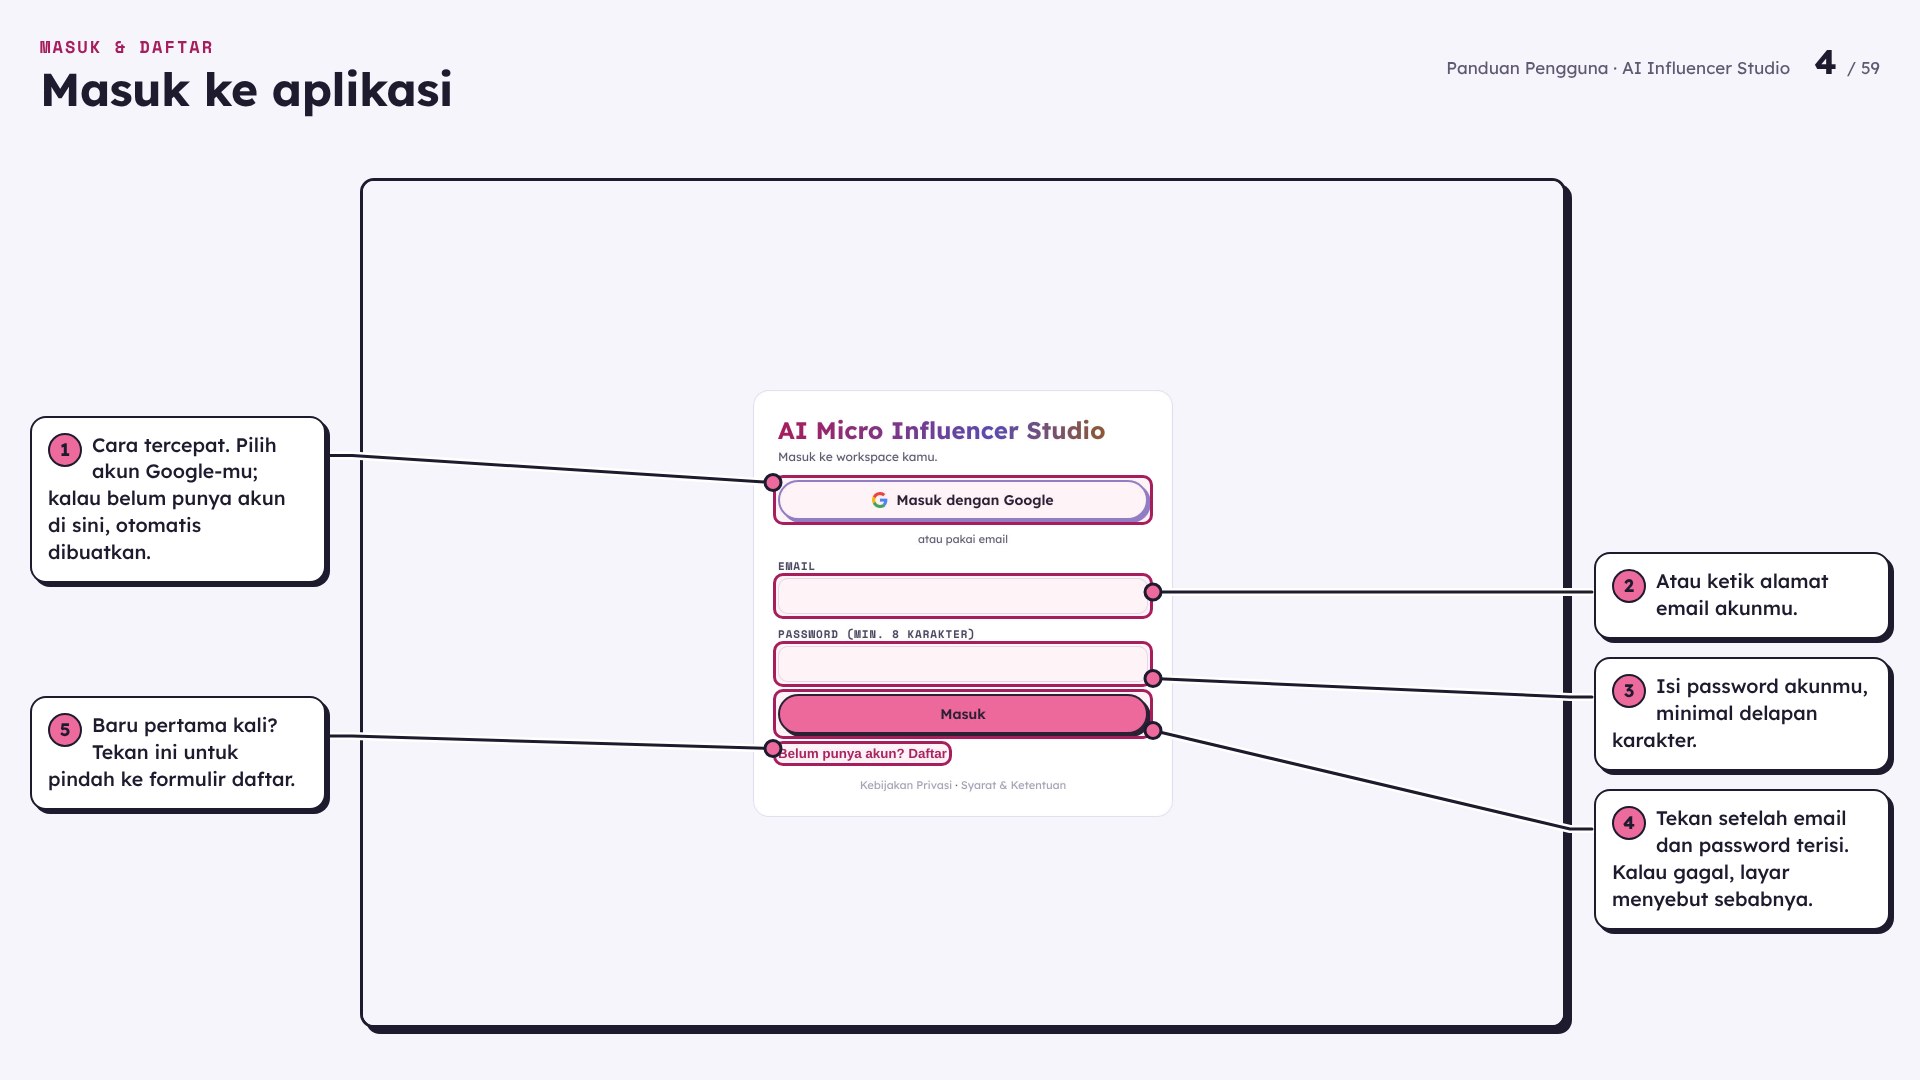 MASUK & DAFTAR
Masuk ke aplikasi
Panduan Pengguna · AI Influencer Studio 4 / 59
1 Cara tercepat. Pilih
akun Google-mu;
kalau belum punya akun
di sini, otomatis
dibuatkan.
5 Baru pertama kali?
Tekan ini untuk
pindah ke formulir daftar.
AI Micro Influencer Studio
Masuk ke workspace kamu.
Masuk dengan Google
atau pakai email
EMAIL
PASSWORD (MIN. 8 KARAKTER)
Masuk
Belum punya akun? Daftar
Kebijakan Privasi · Syarat & Ketentuan
2 Atau ketik alamat
email akunmu.
3 Isi password akunmu,
minimal delapan
karakter.
4 Tekan setelah email
dan password terisi.
Kalau gagal, layar
menyebut sebabnya.